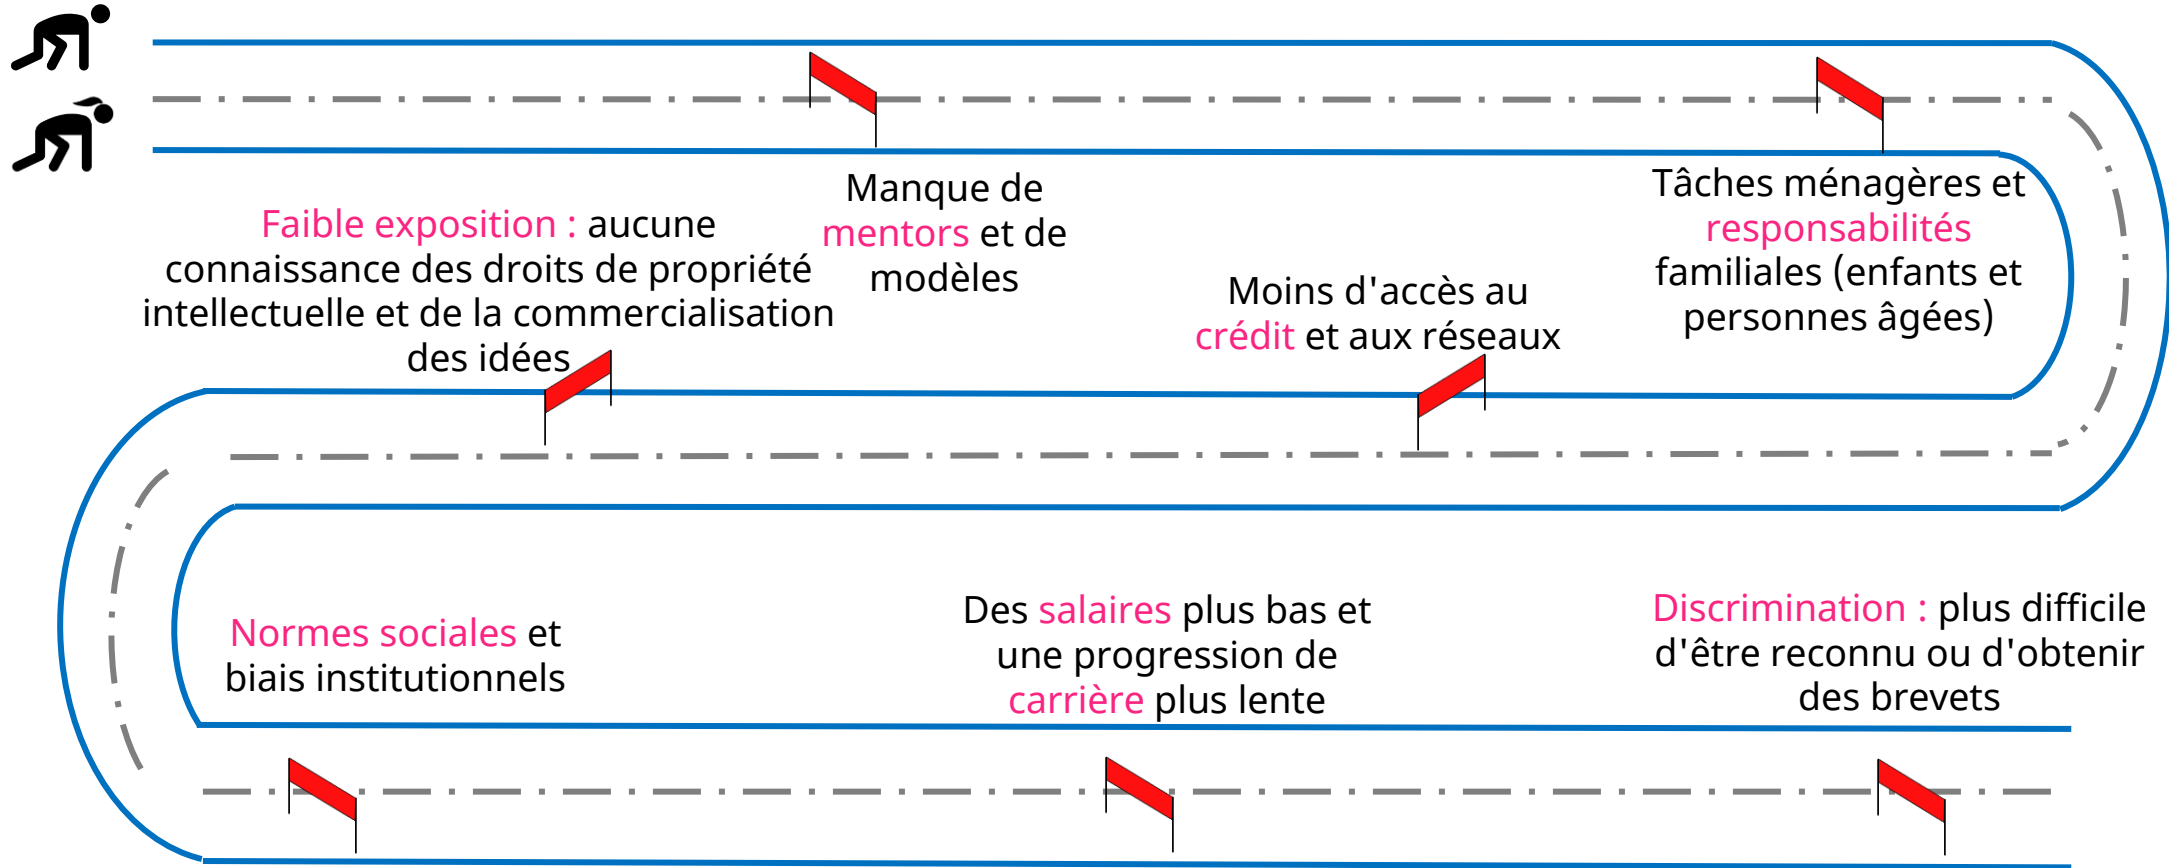 Manque de
mentors et de
modèles
Tâches ménagères et
responsabilités
familiales (enfants et
personnes âgées)
Faible exposition : aucune
connaissance des droits de propriété
intellectuelle et de la commercialisation
des idées
Moins d'accès au
crédit et aux réseaux
Normes sociales et
biais institutionnels
Des salaires plus bas et
une progression de
carrière plus lente
Discrimination : plus difficile
d'être reconnu ou d'obtenir
des brevets